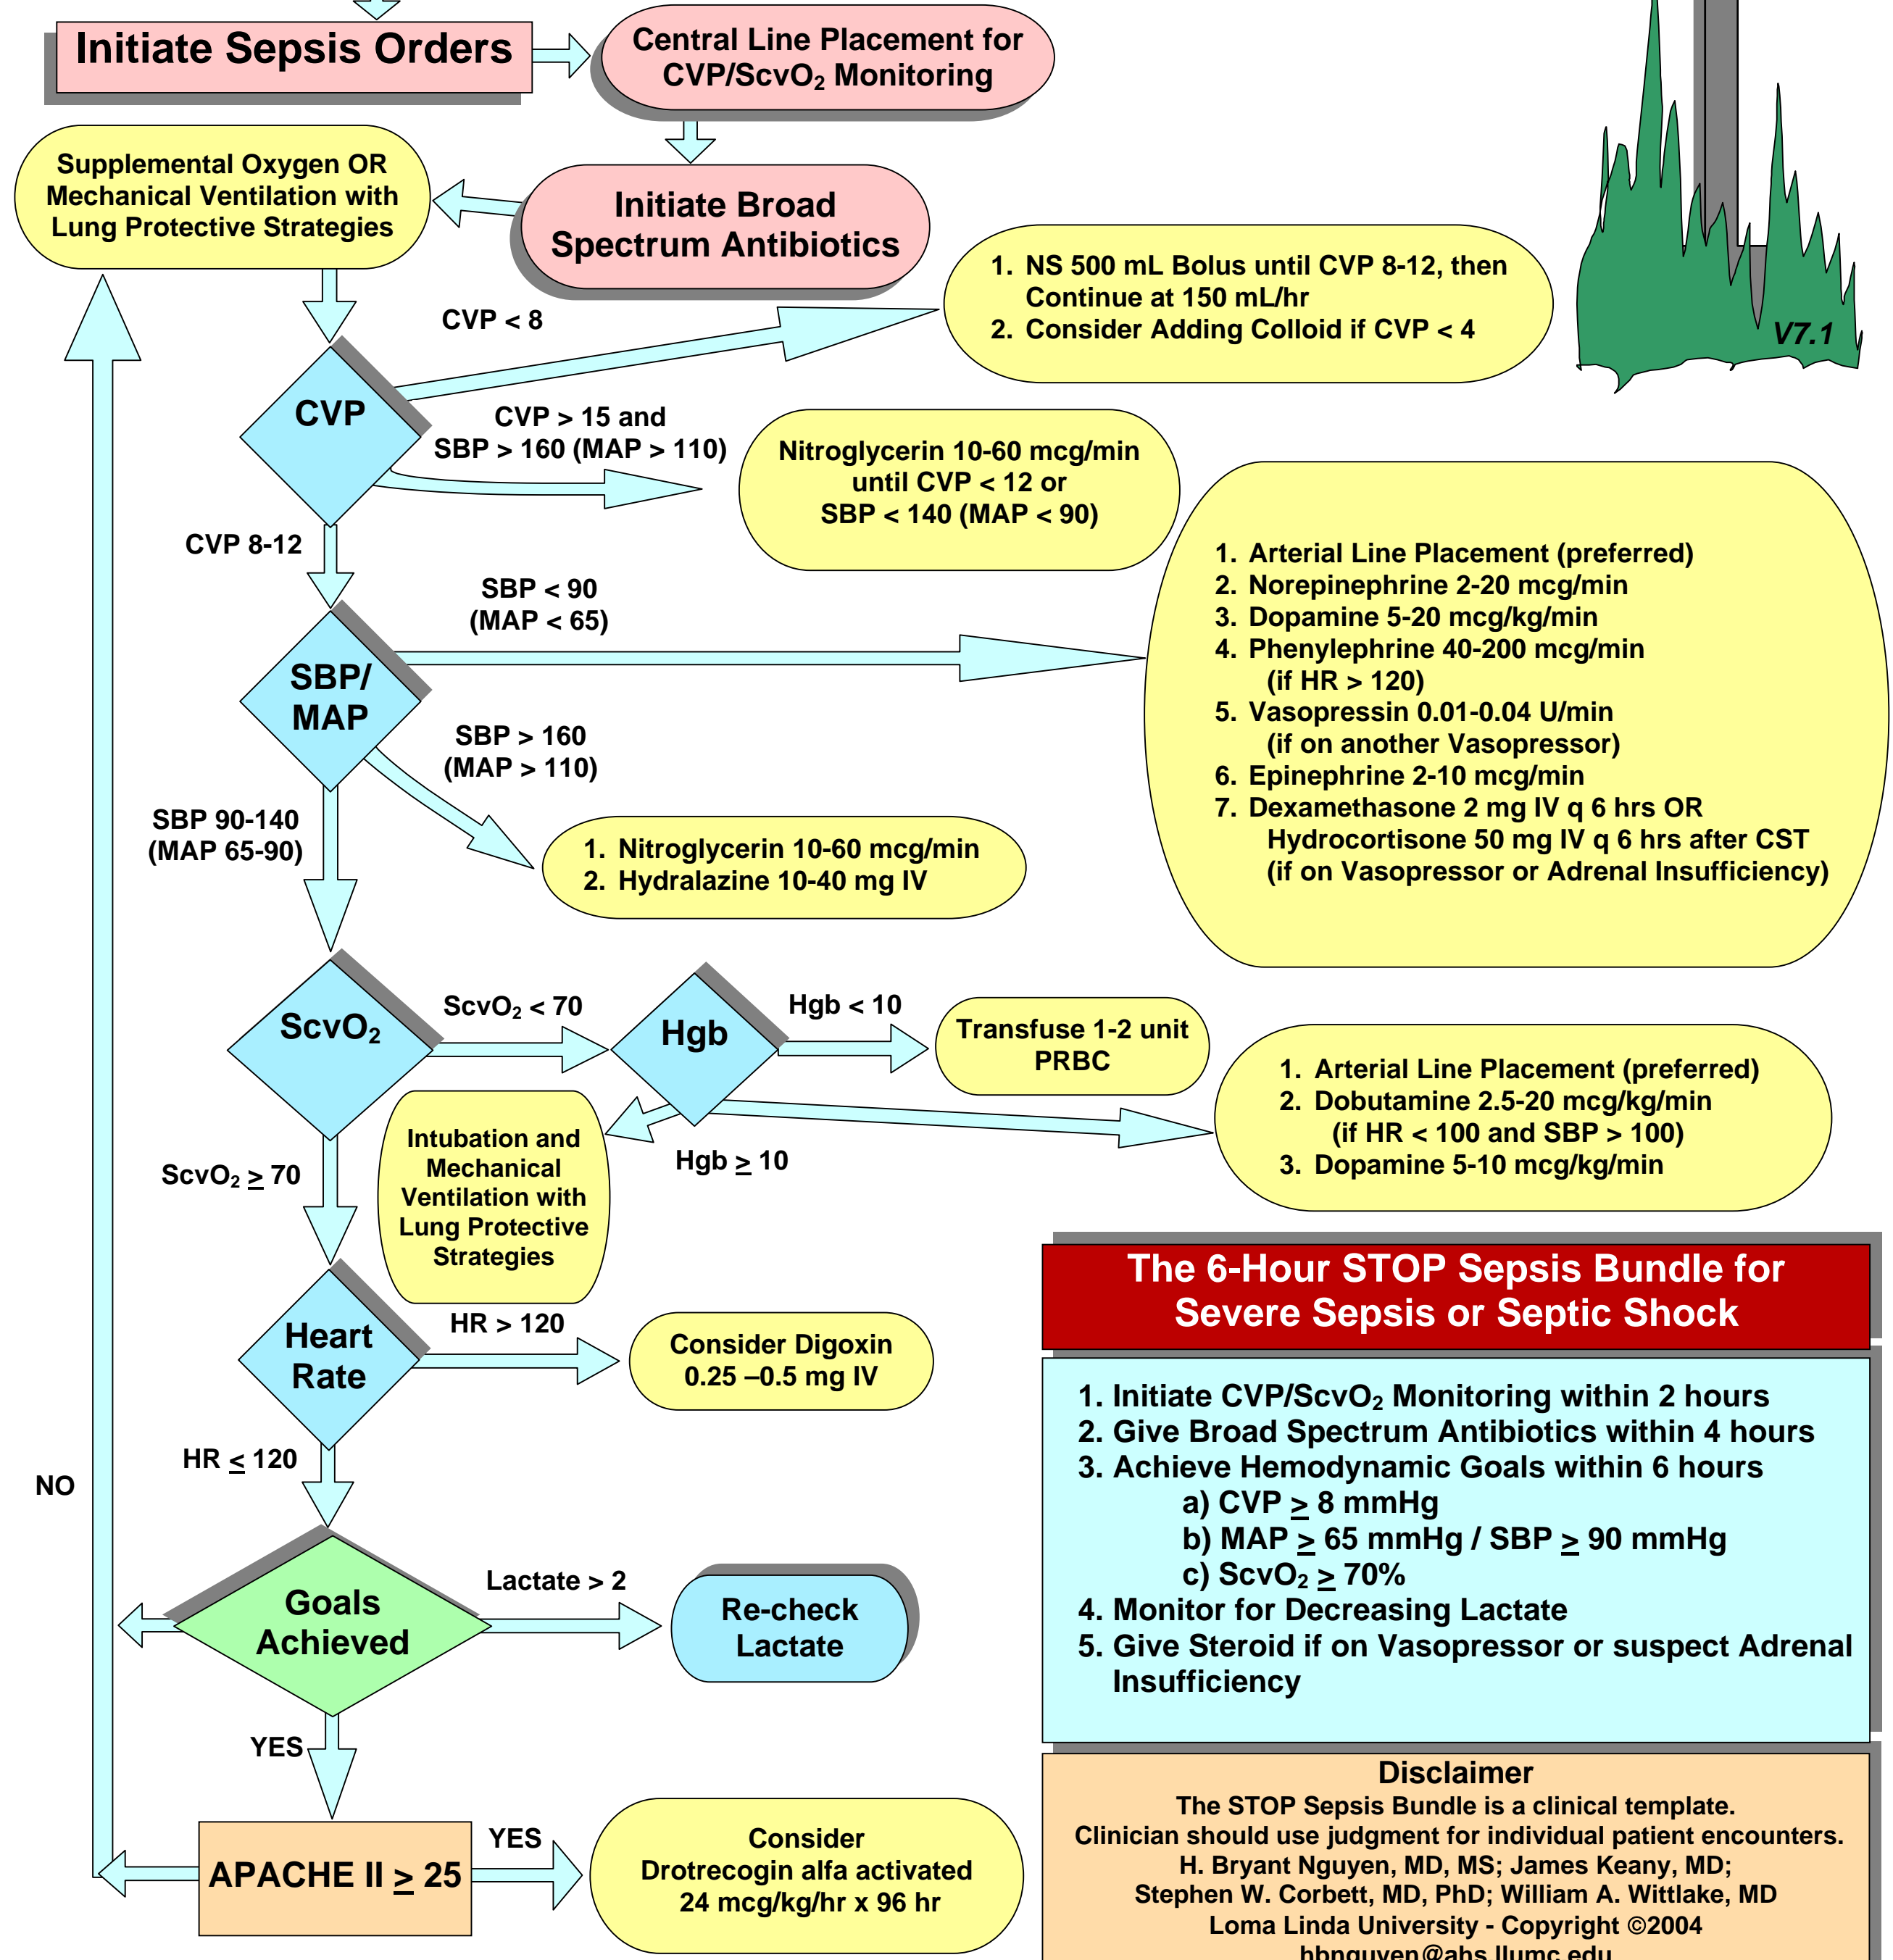 Initiate Sepsis Orders
Central Line Placement for
CVP/ScvO₂ Monitoring
Supplemental Oxygen OR
Mechanical Ventilation with
Lung Protective Strategies
Initiate Broad
Spectrum Antibiotics
1. NS 500 mL Bolus until CVP 8-12, then
Continue at 150 mL/hr
2. Consider Adding Colloid if CVP < 4
V7.1
CVP < 8
CVP
CVP > 15 and
SBP > 160 (MAP > 110)
Nitroglycerin 10-60 mcg/min
until CVP < 12 or
SBP < 140 (MAP < 90)
CVP 8-12
SBP < 90
(MAP < 65)
1. Arterial Line Placement (preferred)
2. Norepinephrine 2-20 mcg/min
3. Dopamine 5-20 mcg/kg/min
4. Phenylephrine 40-200 mcg/min
(if HR > 120)
5. Vasopressin 0.01-0.04 U/min
(if on another Vasopressor)
6. Epinephrine 2-10 mcg/min
7. Dexamethasone 2 mg IV q 6 hrs OR
Hydrocortisone 50 mg IV q 6 hrs after CST
(if on Vasopressor or Adrenal Insufficiency)
SBP/
MAP
SBP > 160
(MAP > 110)
SBP 90-140
(MAP 65-90)
1. Nitroglycerin 10-60 mcg/min
2. Hydralazine 10-40 mg IV
ScvO₂
ScvO₂ < 70
Hgb
Hgb < 10
Transfuse 1-2 unit
PRBC
1. Arterial Line Placement (preferred)
2. Dobutamine 2.5-20 mcg/kg/min
(if HR < 100 and SBP > 100)
3. Dopamine 5-10 mcg/kg/min
Intubation and
Mechanical
Ventilation with
Lung Protective
Strategies
Hgb ≥ 10
ScvO₂ ≥ 70
Heart
Rate
HR > 120
Consider Digoxin
0.25 –0.5 mg IV
HR ≤ 120
NO
Goals
Achieved
Lactate > 2
Re-check
Lactate
YES
APACHE II ≥ 25
YES
Consider
Drotrecogin alfa activated
24 mcg/kg/hr x 96 hr
The 6-Hour STOP Sepsis Bundle for
Severe Sepsis or Septic Shock
1. Initiate CVP/ScvO₂ Monitoring within 2 hours
2. Give Broad Spectrum Antibiotics within 4 hours
3. Achieve Hemodynamic Goals within 6 hours
a) CVP ≥ 8 mmHg
b) MAP ≥ 65 mmHg / SBP ≥ 90 mmHg
c) ScvO₂ ≥ 70%
4. Monitor for Decreasing Lactate
5. Give Steroid if on Vasopressor or suspect Adrenal
Insufficiency
Disclaimer
The STOP Sepsis Bundle is a clinical template.
Clinician should use judgment for individual patient encounters.
H. Bryant Nguyen, MD, MS; James Keany, MD;
Stephen W. Corbett, MD, PhD; William A. Wittlake, MD
Loma Linda University - Copyright ©2004
hbnguyen@ahs.llumc.edu